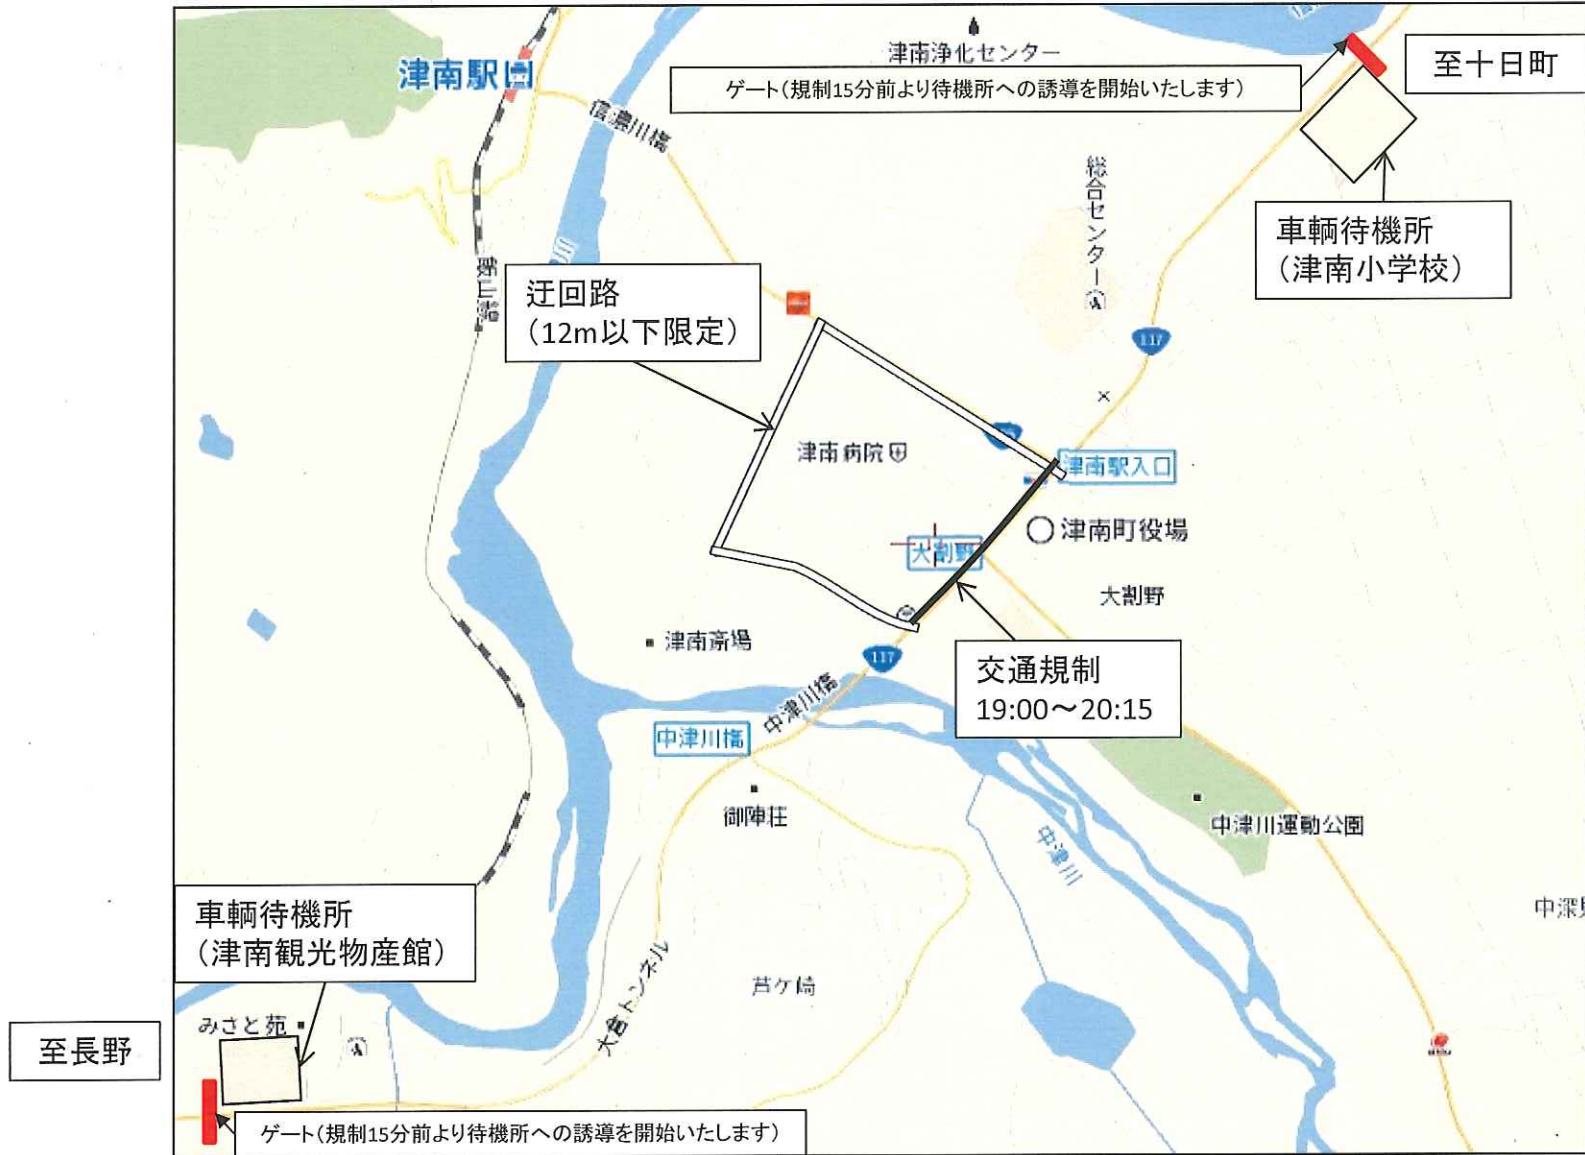 津南駅
津南浄化センター
至十日町
ゲート(規制15分前より待機所への誘導を開始いたします)
信濃川橋
総合センター
車輌待機所
(津南小学校)
飯山線
迂回路
(12m以下限定)
117
津南病院
津南駅入口
津南町役場
大割野
大割野
津南斎場
117
交通規制
19:00～20:15
中津川橋
中津川橋
御陣荘
中津川
中津川運動公園
車輌待機所
(津南観光物産館)
大倉トンネル
芦ケ崎
みさと苑
至長野
ゲート(規制15分前より待機所への誘導を開始いたします)